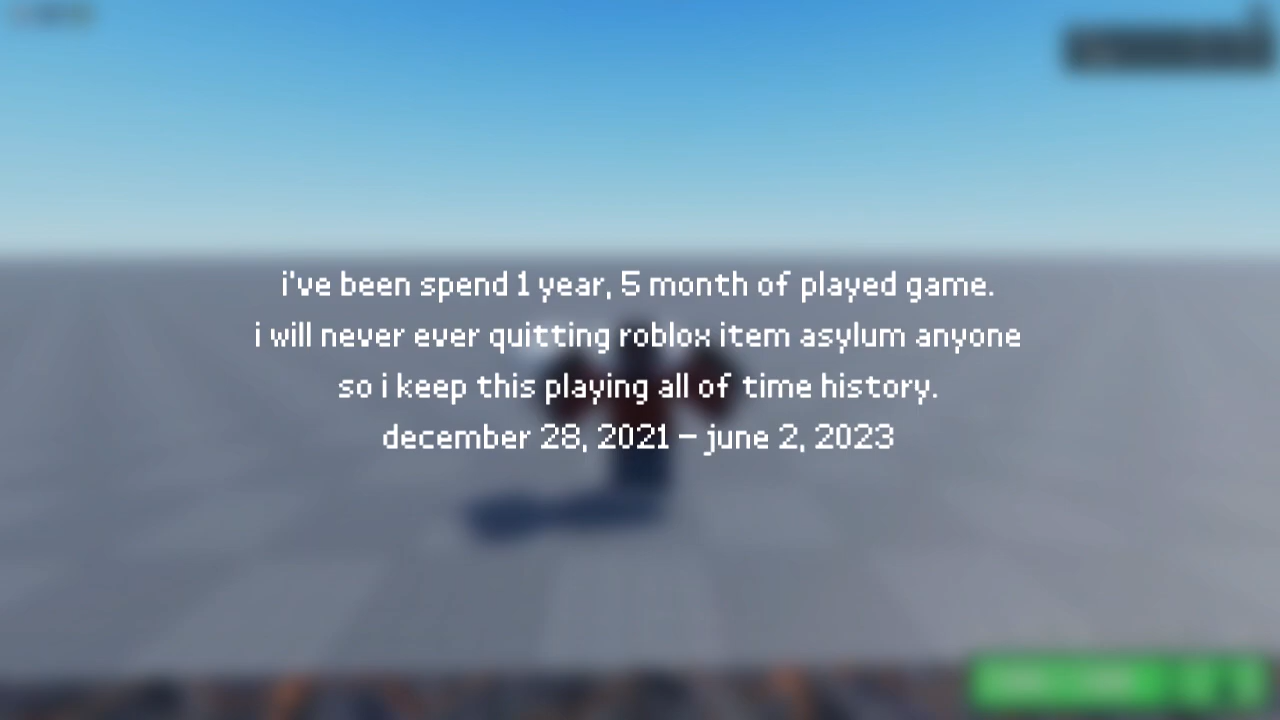 i've been spend 1 year, 5 month of played game.
i will never ever quitting roblox item asylum anyone
so i keep this playing all of time history.
december 28, 2021 – june 2, 2023